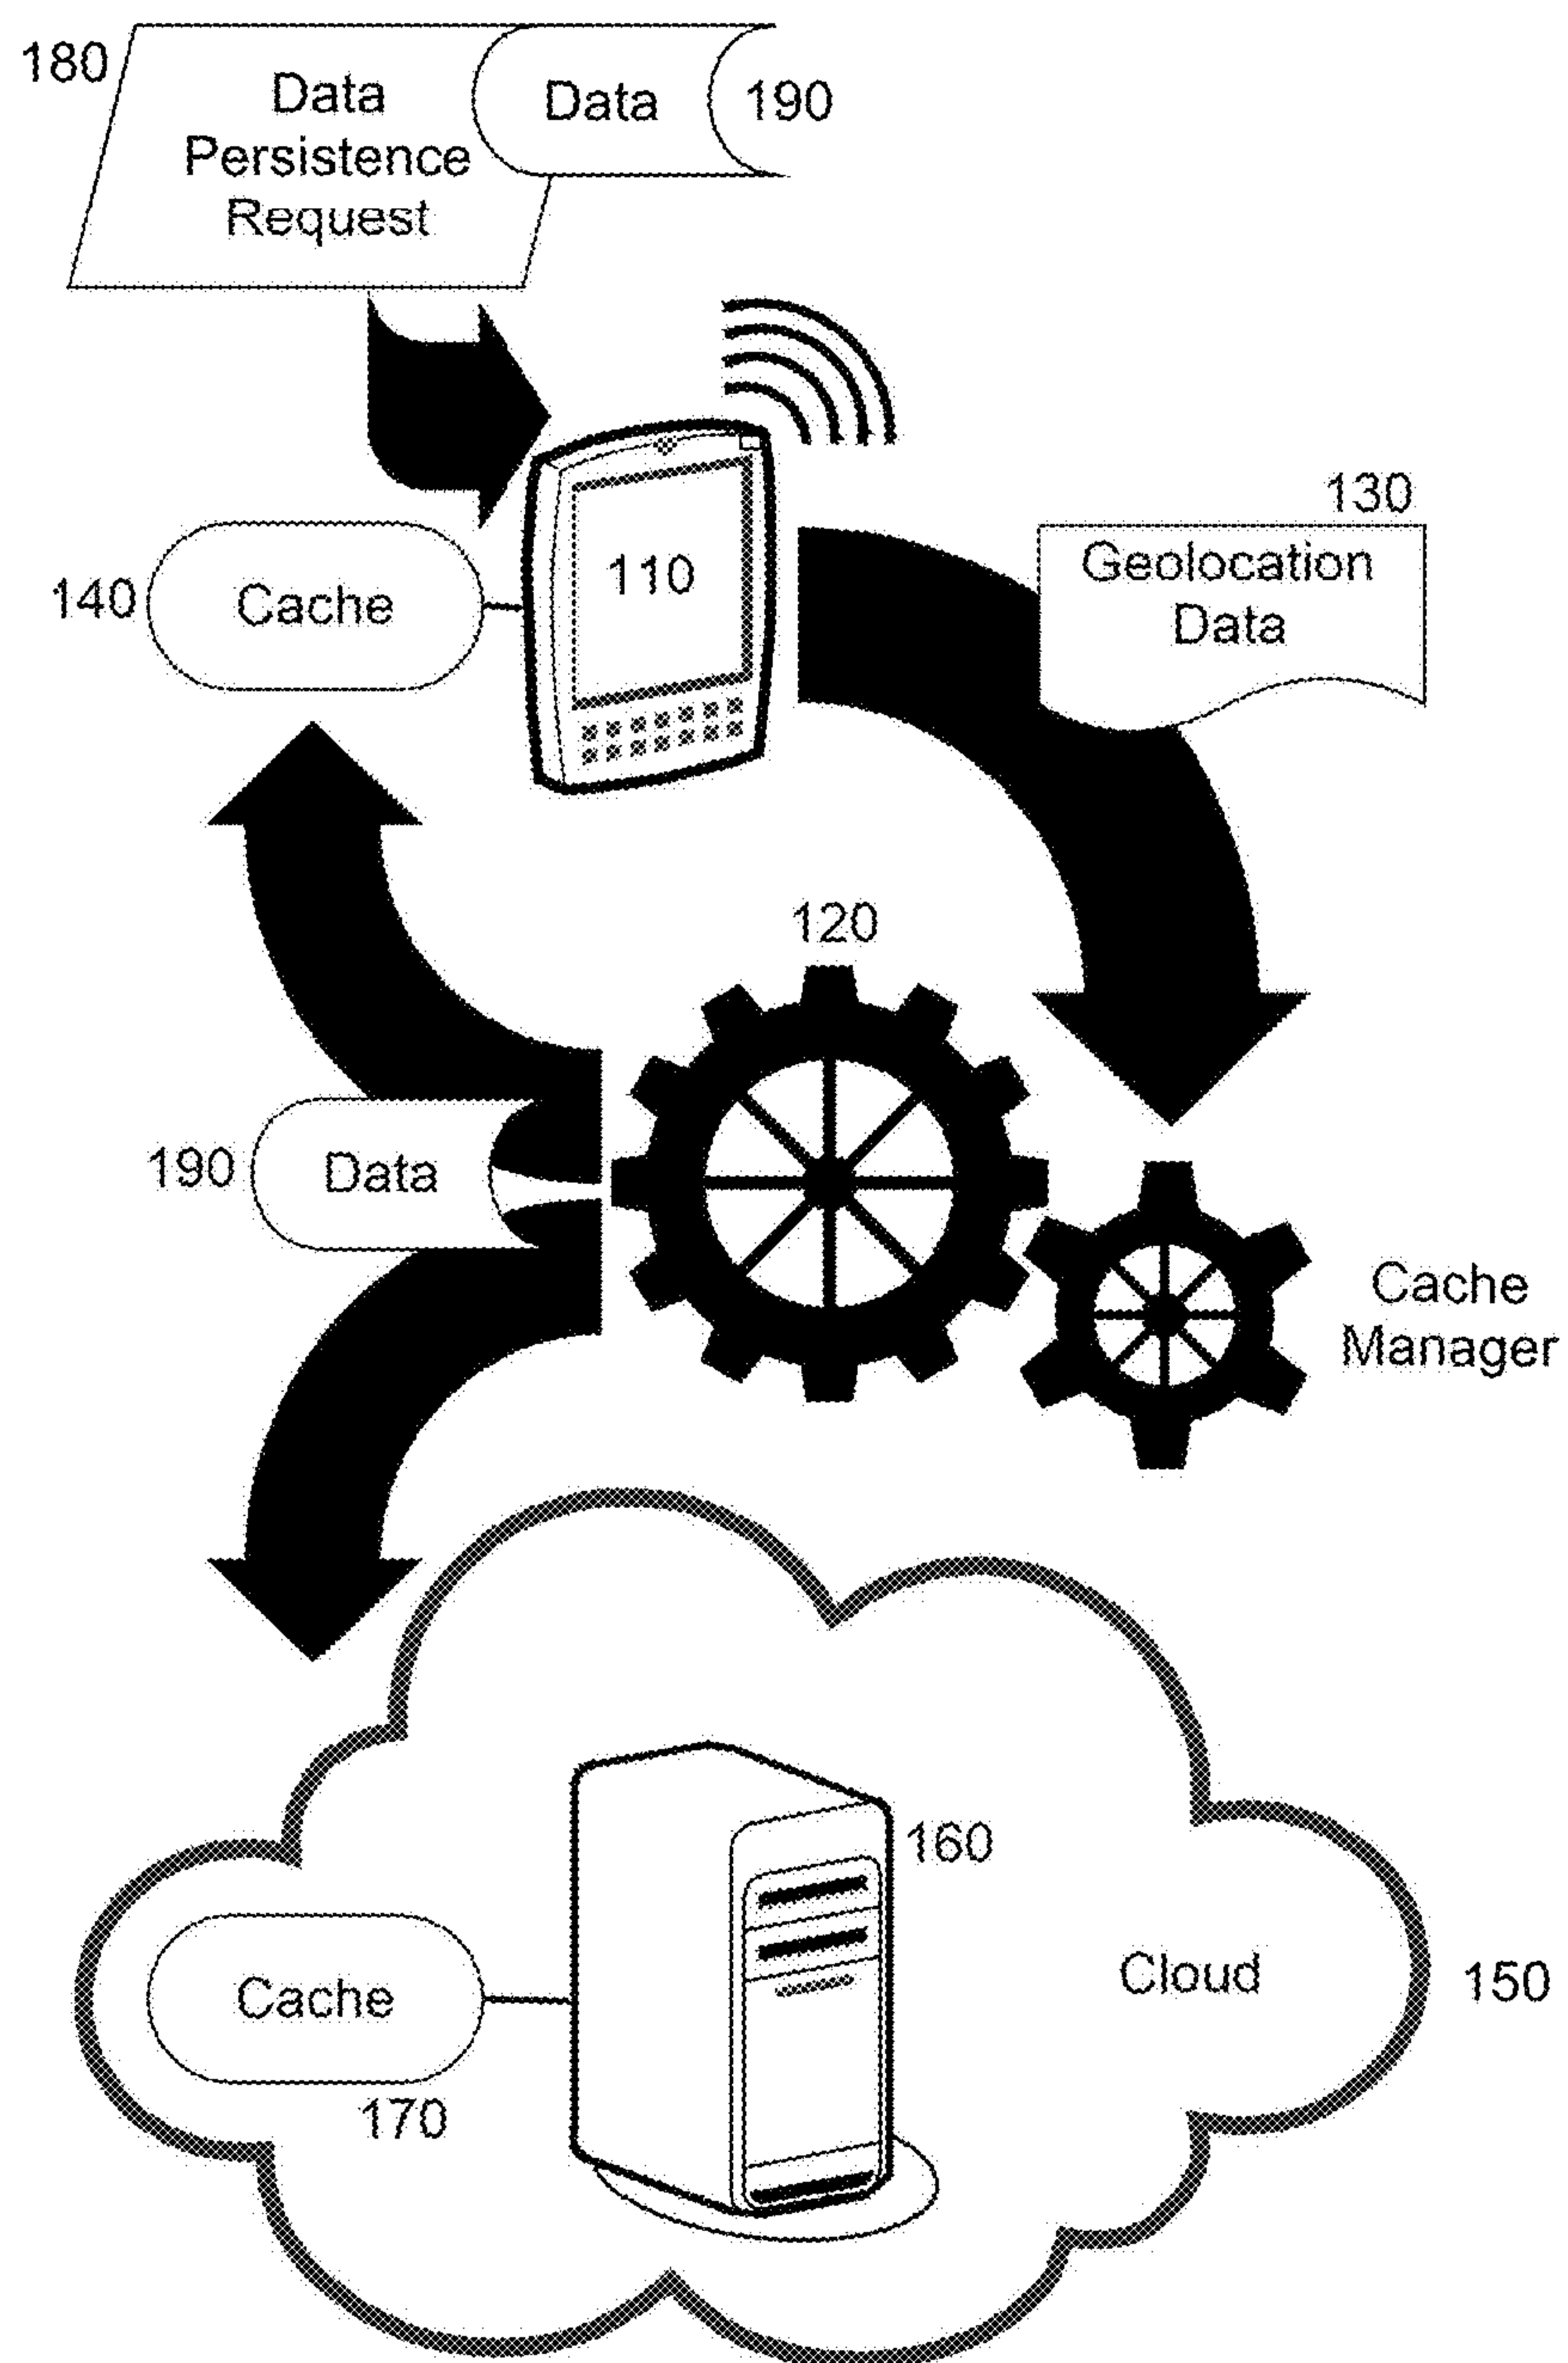 180
Data
Persistence
Request
Data
190
130
Geolocation
Data
110
140
Cache
120
190
Data
Cache
Manager
160
Cloud
150
Cache
170